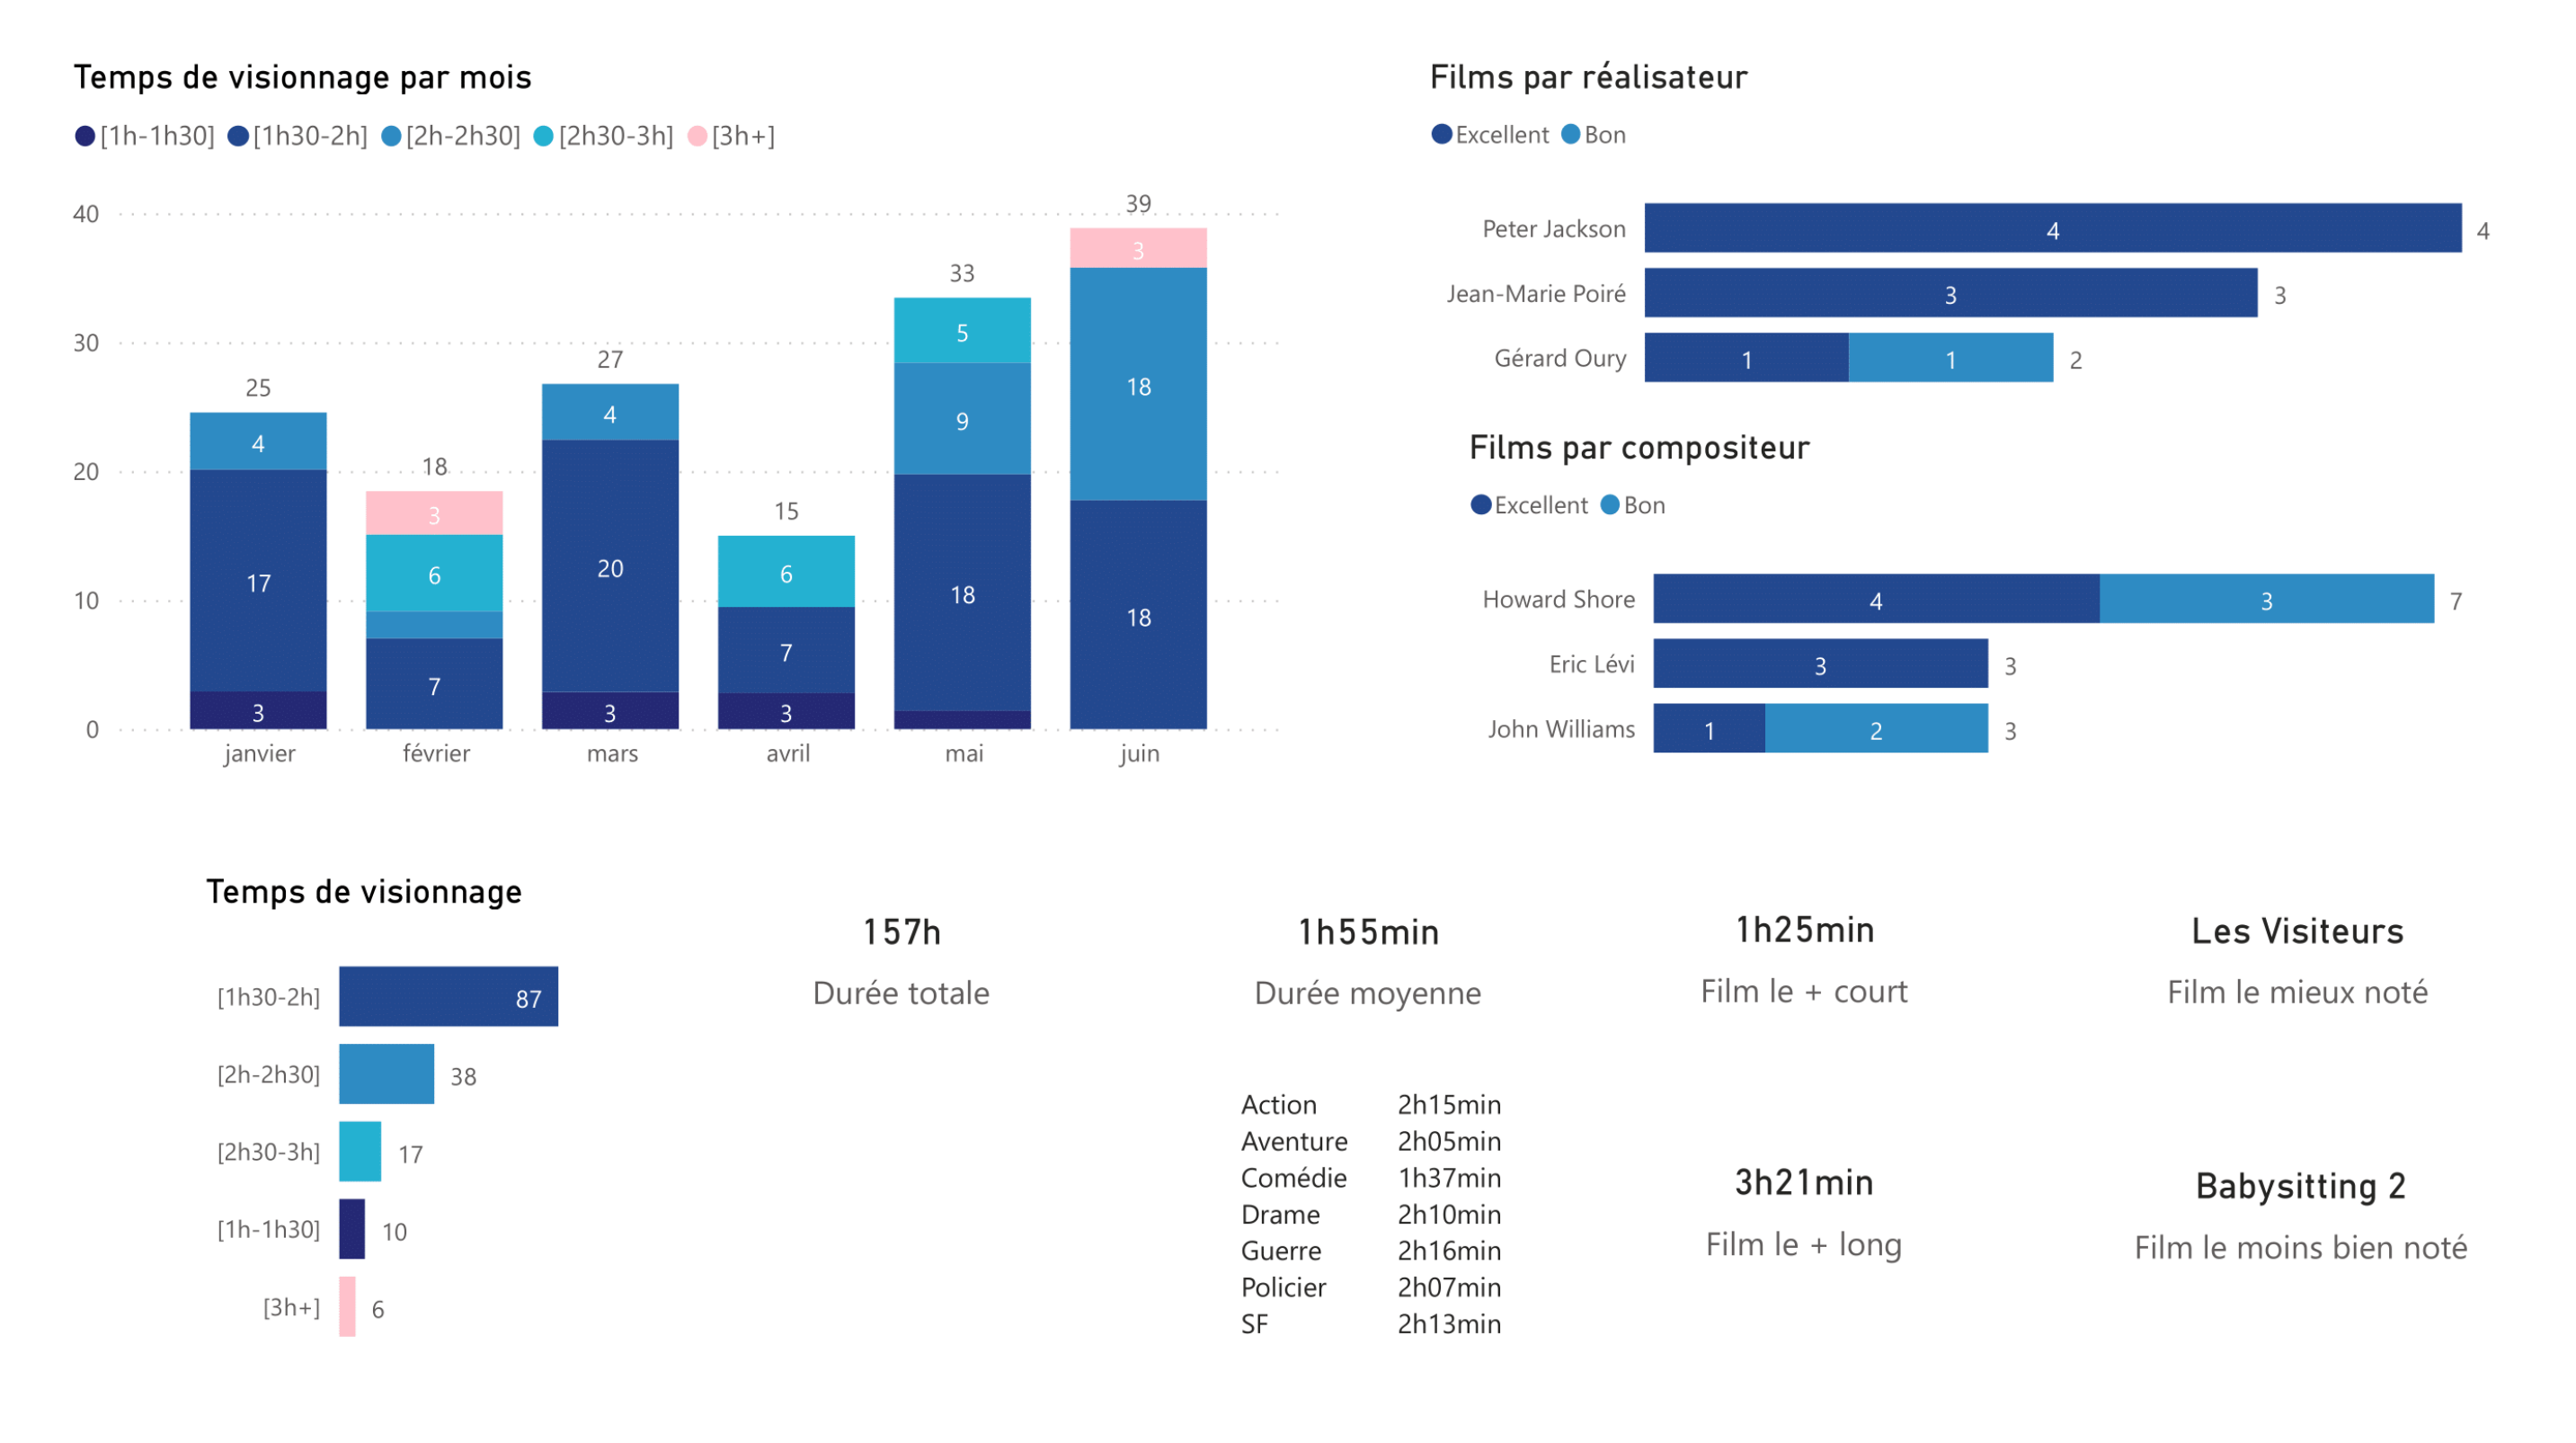 Temps de visionnage par mois
[1h-1h30] [1h30-2h] [2h-2h30] [2h30-3h] [3h+]
40
30
20
10
0
25
4
17
3
18
3
6
7
27
4
20
3
15
6
7
3
33
5
9
18
39
3
18
18
janvier février mars avril mai juin
Films par réalisateur
Excellent Bon
Peter Jackson 4 4
Jean-Marie Poiré 3 3
Gérard Oury 1 1 2
Films par compositeur
Excellent Bon
Howard Shore 4 3 7
Eric Lévi 3 3
John Williams 1 2 3
Temps de visionnage
[1h30-2h] 87
[2h-2h30] 38
[2h30-3h] 17
[1h-1h30] 10
[3h+] 6
157h
Durée totale
1h55min
Durée moyenne
Action 2h15min
Aventure 2h05min
Comédie 1h37min
Drame 2h10min
Guerre 2h16min
Policier 2h07min
SF 2h13min
1h25min
Film le + court
3h21min
Film le + long
Les Visiteurs
Film le mieux noté
Babysitting 2
Film le moins bien noté